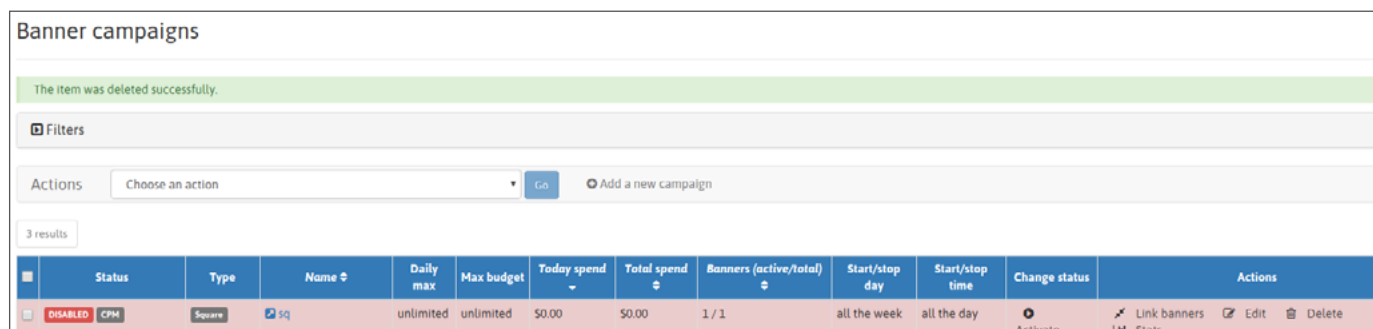 Banner campaigns
The item was deleted successfully.
Filters
Actions Choose an action Go Add a new campaign
3 results
Status Type Name Daily max Max budget Today spend Total spend Banners (active/total) Start/stop day Start/stop time Change status Actions
DISABLED CPM Square sq unlimited unlimited $0.00 $0.00 1 / 1 all the week all the day Link banners Edit Delete
Activate Stats